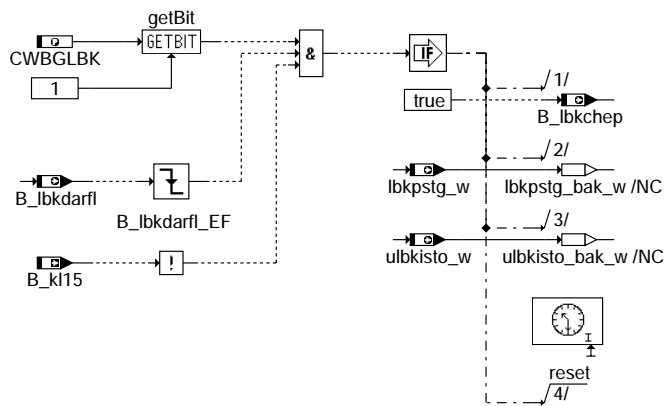 getBit
CWBGLBK
GETBIT
&
IF
1
1/
true
B_lbkchep
2/
B_lbkdarfl
B_lbkdarfl_EF
lbkpstg_w
lbkpstg_bak_w /NC
3/
B_kl15
!
ulbkisto_w
ulbkisto_bak_w /NC
reset
4/